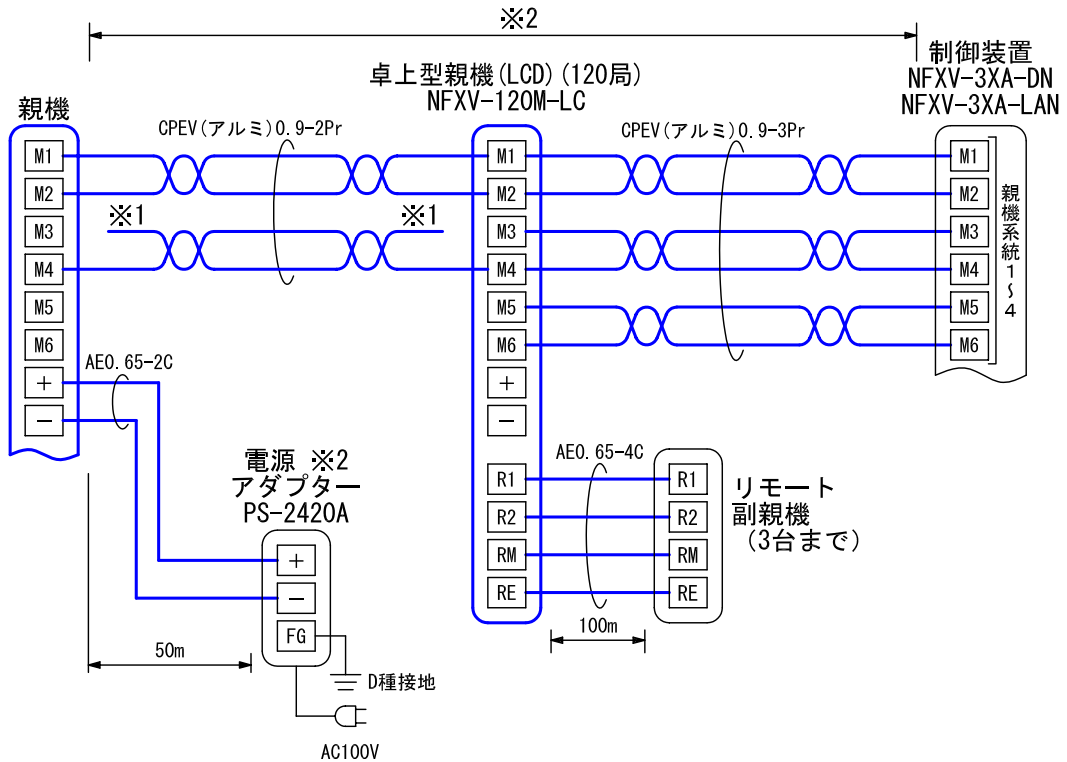 ※2
制御装置
NFXV-3XA-DN
NFXV-3XA-LAN
卓上型親機(LCD)(120局)
NFXV-120M-LC
親機
CPEV(アルミ)0.9-2Pr
CPEV(アルミ)0.9-3Pr
M1
M2
M3
M4
M5
M6
+
-
※1
※1
M1
M2
M3
M4
M5
M6
+
-
R1
R2
RM
RE
M1
M2
M3
M4
M5
M6
親機系統1~4
AE0.65-2C
電源 ※2
アダプター
PS-2420A
+
-
FG
50m
D種接地
AC100V
AE0.65-4C
R1
R2
RM
RE
リモート
副親機
(3台まで)
100m